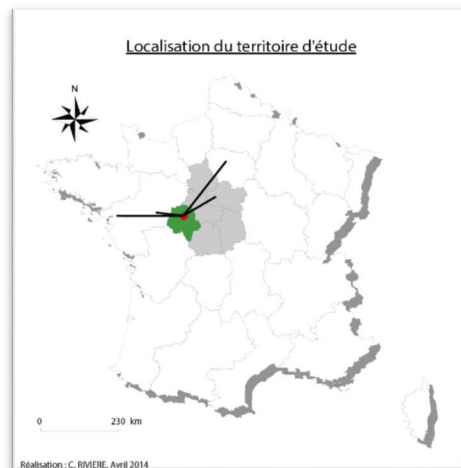 Localisation du territoire d'étude
N
0 230 km
Réalisation : C. RIVIERE, Avril 2014